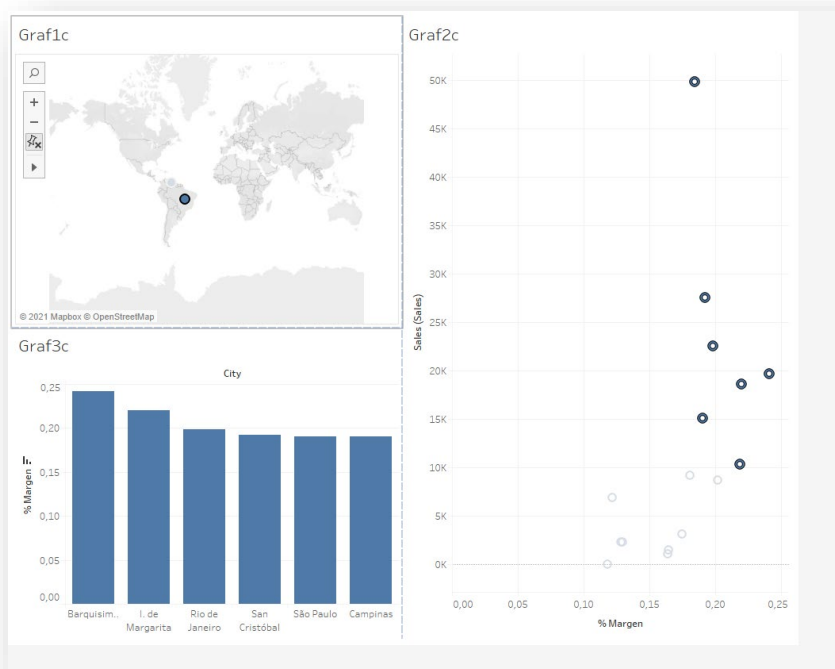 Graf1c
© 2021 Mapbox © OpenStreetMap
Graf2c
50K
45K
40K
35K
30K
25K
20K
15K
10K
5K
0K
Sales (Sales)
0,00 0,05 0,10 0,15 0,20 0,25
% Margen
Graf3c
City
0,25
0,20
0,15
0,10
0,05
0,00
% Margen
Barquisim.. I. de Rio de San São Paulo Campinas
Margarita Janeiro Cristóbal